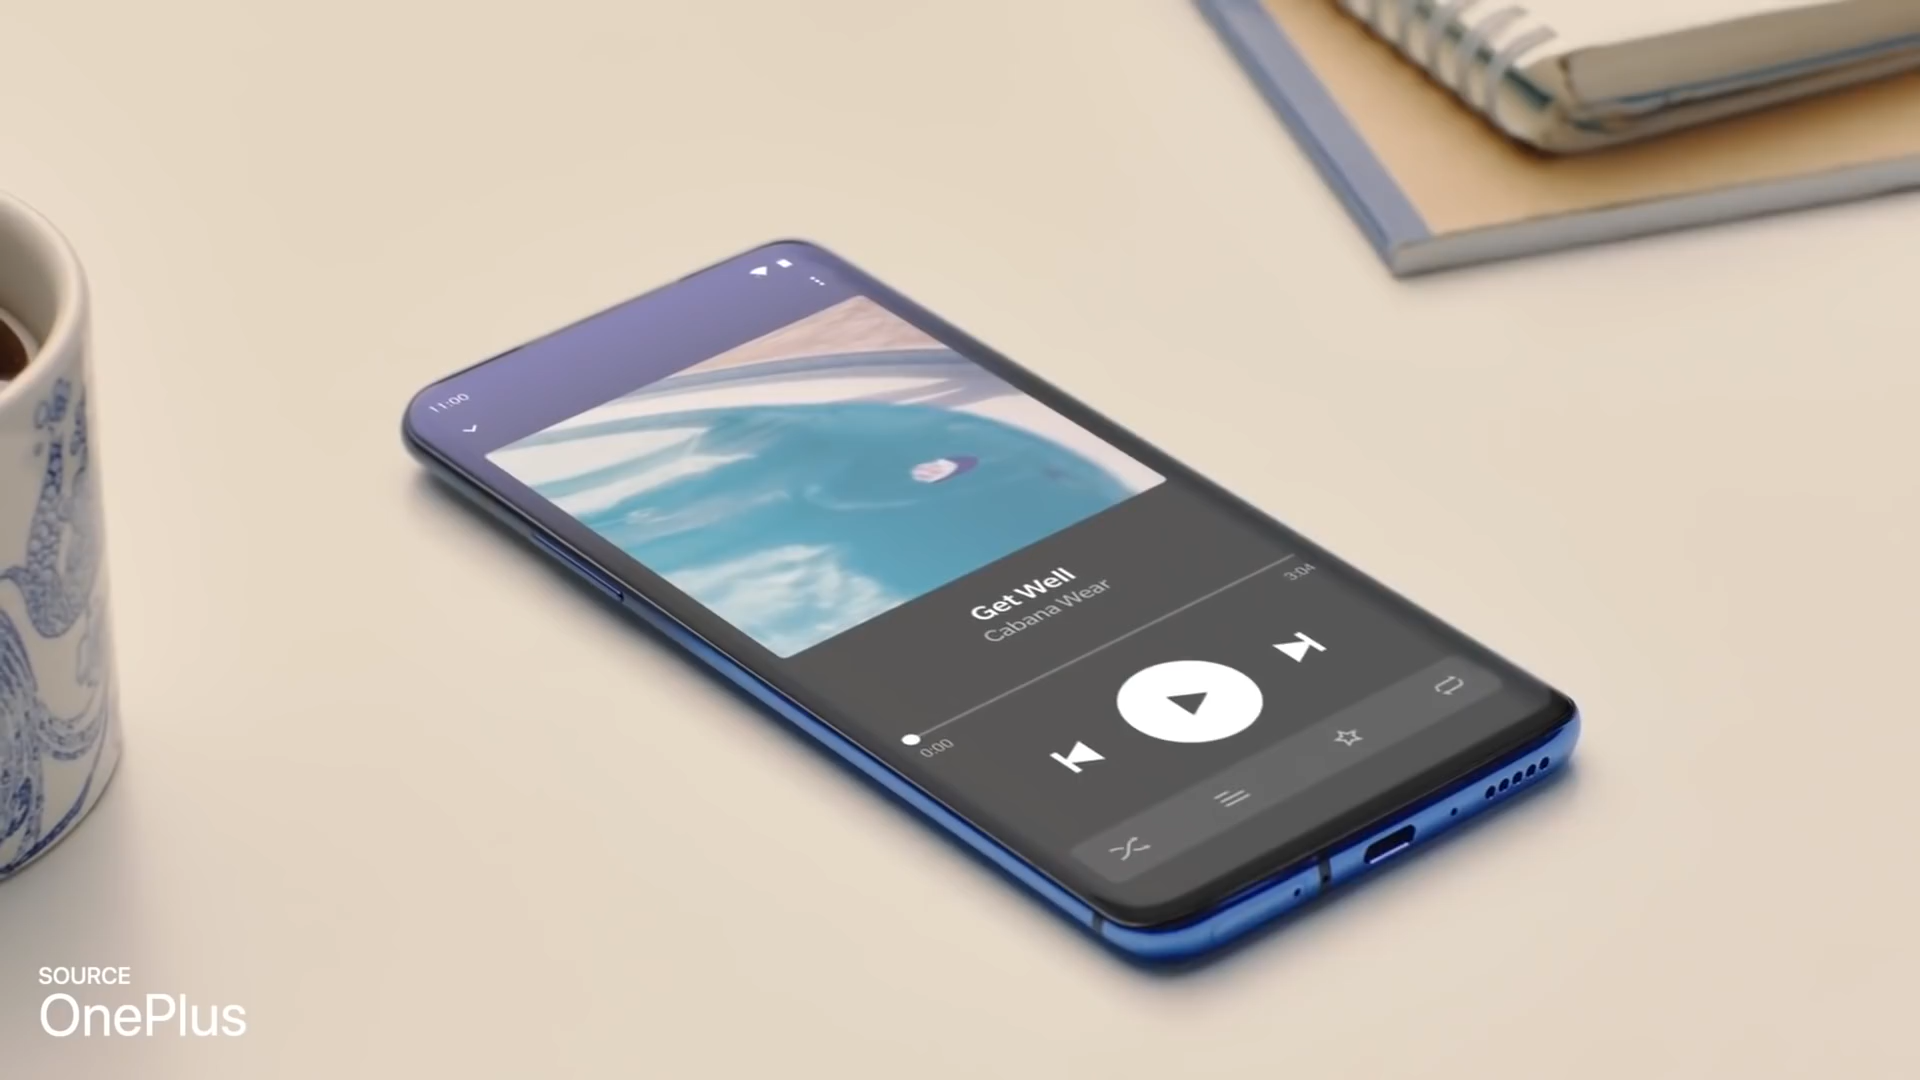 11:00
Get Well
Cabana Wear
0:00
3:04
SOURCE
OnePlus